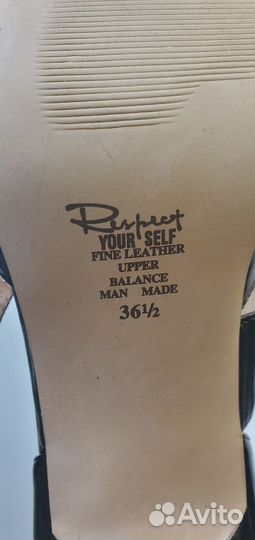 Respect
YOUR SELF
FINE LEATHER
UPPER
BALANCE
MAN MADE
36½
Avito